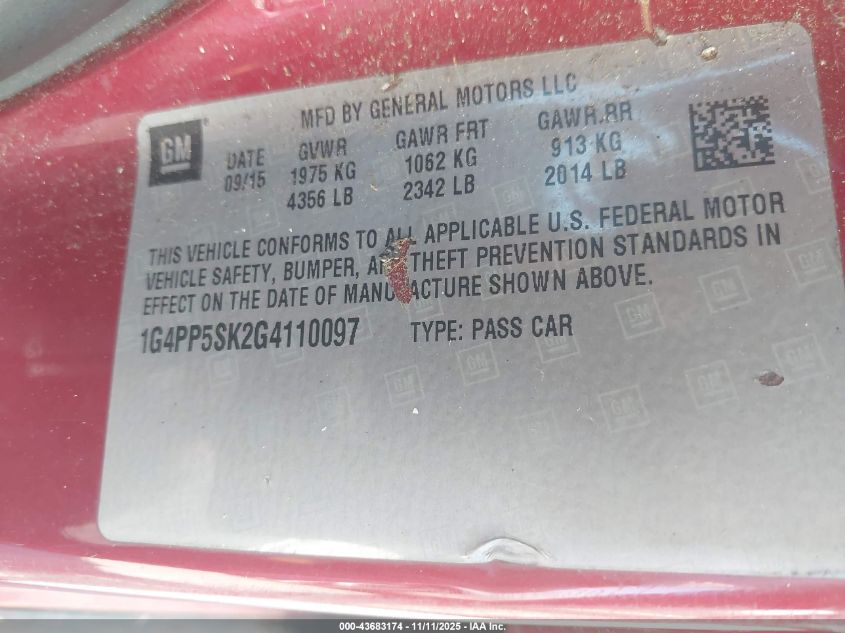 MFD BY GENERAL MOTORS LLC
GM
DATE GVWR GAWR FRT GAWR RR
09/15 1975 KG 1062 KG 913 KG
4356 LB 2342 LB 2014 LB
THIS VEHICLE CONFORMS TO ALL APPLICABLE U.S. FEDERAL MOTOR
VEHICLE SAFETY, BUMPER, AND THEFT PREVENTION STANDARDS IN
EFFECT ON THE DATE OF MANUFACTURE SHOWN ABOVE.
1G4PP5SK2G4110097 TYPE: PASS CAR
000-43683174 - 11/11/2025 - IAA Inc.